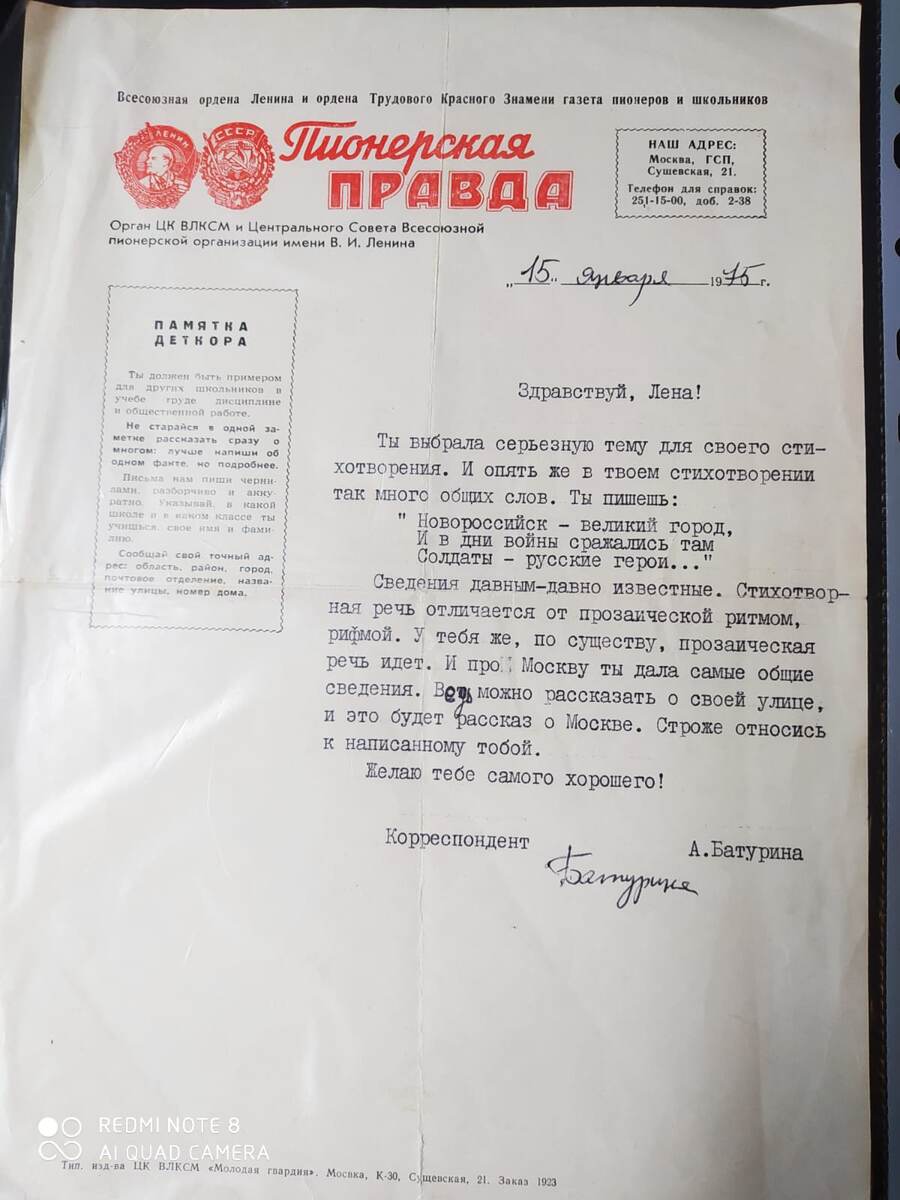 Всесоюзная ордена Ленина и ордена Трудового Красного Знамени газета пионеров и школьников
ЛЕНИН
СССР
Пионерская
ПРАВДА
НАШ АДРЕС:
Москва, ГСП,
Сущевская, 21.
Телефон для справок:
251-15-00, доб. 2-38
Орган ЦК ВЛКСМ и Центрального Совета Всесоюзной
пионерской организации имени В. И. Ленина
„15„ января 1975 г.
ПАМЯТКА
ДЕТКОРА
Ты должен быть примером
для других школьников в
учебе труде дисциплине
и общественной работе.
Не старайся в одной за-
метке рассказать сразу о
многом: лучше напиши об
одном факте, но подробнее.
Письма нам пиши черни-
лами, разборчиво и акку-
ратно. Указывай, в какой
школе и в каком классе ты
учишься, свое имя и фами-
лию.
Сообщай свой точный ад-
рес: область, район, город,
почтовое отделение, назва-
ние улицы, номер дома.
Здравствуй, Лена!
Ты выбрала серьезную тему для своего сти-
хотворения. И опять же в твоем стихотворении
так много общих слов. Ты пишешь:
" Новороссийск - великий город,
И в дни войны сражались там
Солдаты - русские герои..."
Сведения давным-давно известные. Стихотвор-
ная речь отличается от прозаической ритмом,
рифмой. У тебя же, по существу, прозаическая
речь идет. И про Москву ты дала самые общие
сведения. Ведь можно рассказать о своей улице,
и это будет рассказ о Москве. Строже относись
к написанному тобой.
Желаю тебе самого хорошего!
Корреспондент А.Батурина
Батурина
REDMI NOTE 8
AI QUAD CAMERA
Тип. изд-ва ЦК ВЛКСМ «Молодая гвардия». Москва, К-30, Сущевская, 21. Заказ 1923